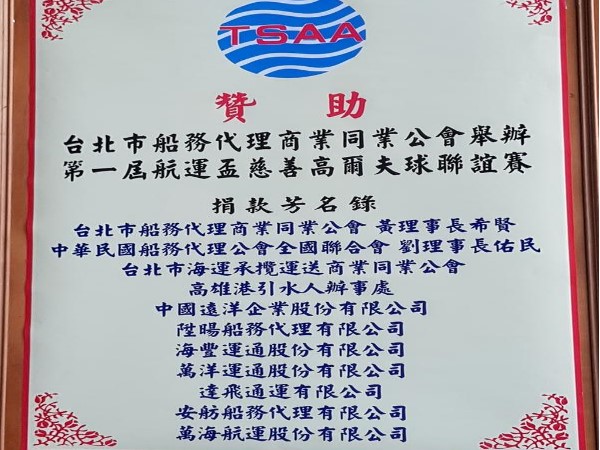 TSAA
贊助
台北市船務代理商業同業公會舉辦
第一屆航運盃慈善高爾夫球聯誼賽
捐款芳名錄
台北市船務代理商業同業公會 黃理事長希賢
中華民國船務代理公會全國聯合會 劉理事長佑民
台北市海運承攬運送商業同業公會
高雄港引水人辦事處
中國遠洋企業股份有限公司
陞暘船務代理有限公司
海豐運通股份有限公司
萬洋運通股份有限公司
達飛通運有限公司
安舫船務代理有限公司
萬海航運股份有限公司